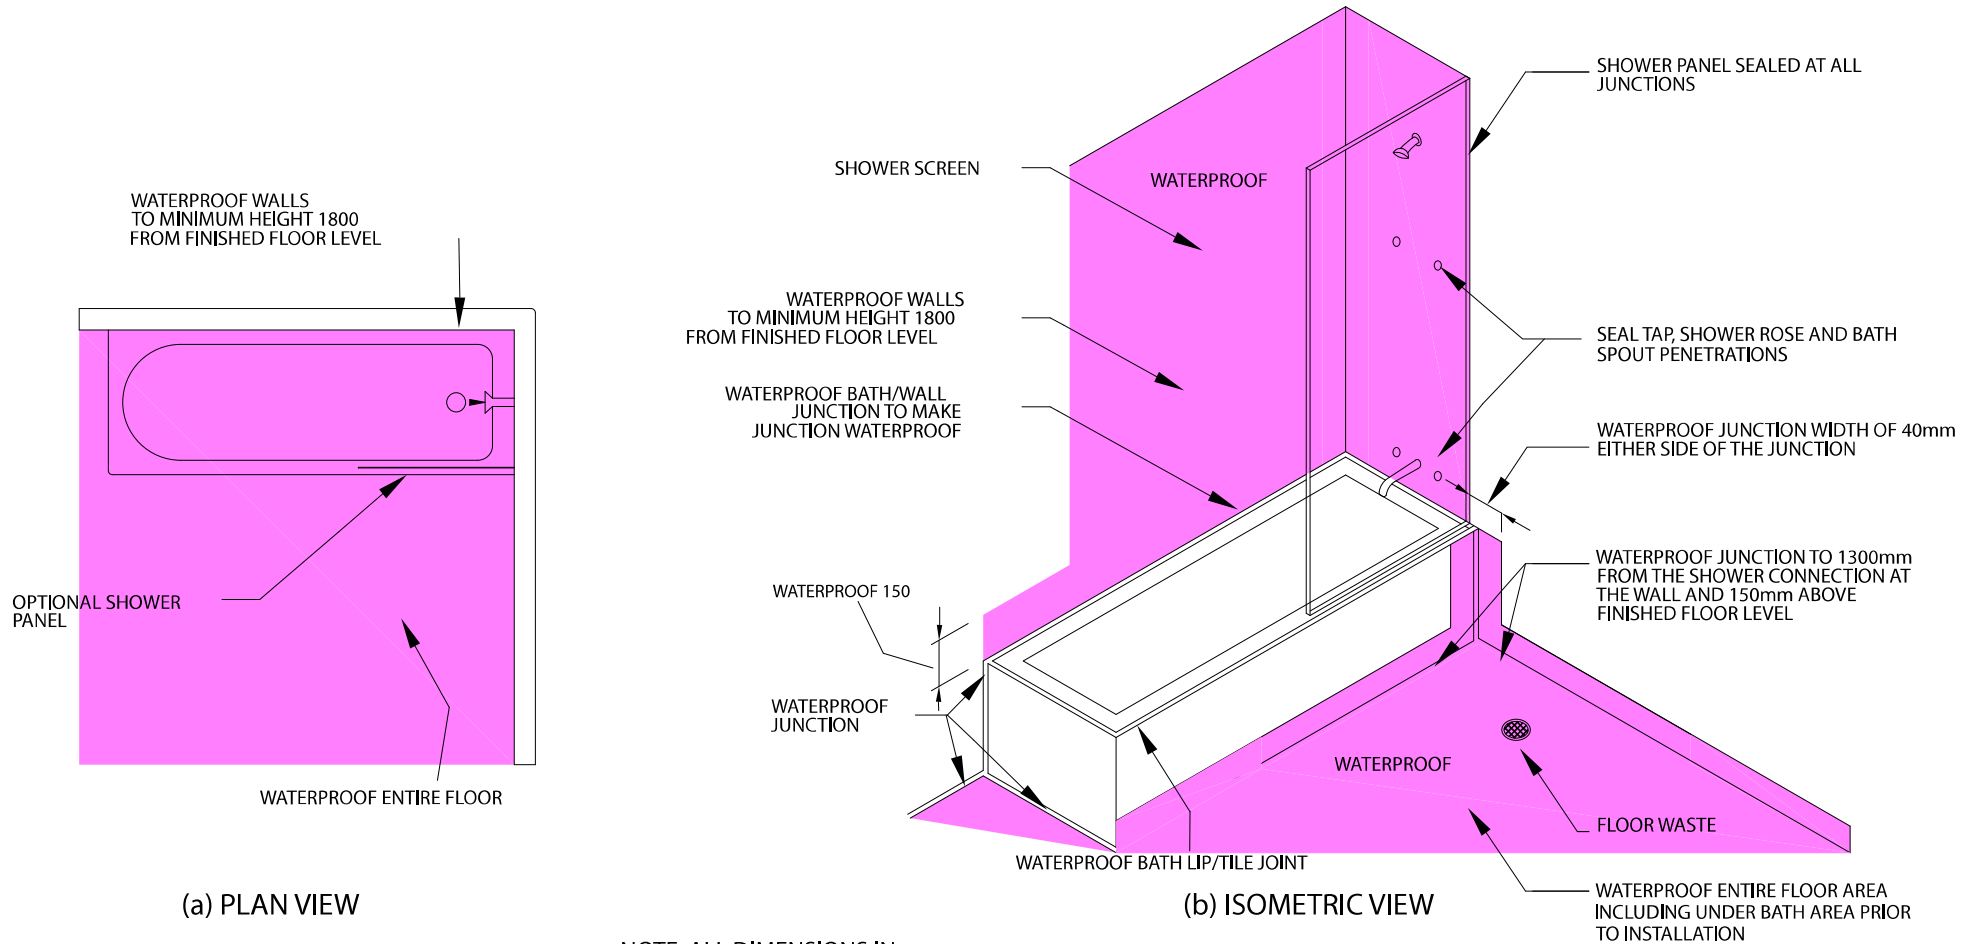 WATERPROOF WALLS
TO MINIMUM HEIGHT 1800
FROM FINISHED FLOOR LEVEL
OPTIONAL SHOWER
PANEL
WATERPROOF ENTIRE FLOOR
(a) PLAN VIEW
SHOWER SCREEN
WATERPROOF WALLS
TO MINIMUM HEIGHT 1800
FROM FINISHED FLOOR LEVEL
WATERPROOF BATH/WALL
JUNCTION TO MAKE
JUNCTION WATERPROOF
WATERPROOF 150
WATERPROOF
JUNCTION
WATERPROOF BATH LIP/TILE JOINT
WATERPROOF
WATERPROOF
SHOWER PANEL SEALED AT ALL
JUNCTIONS
SEAL TAP, SHOWER ROSE AND BATH
SPOUT PENETRATIONS
WATERPROOF JUNCTION WIDTH OF 40mm
EITHER SIDE OF THE JUNCTION
WATERPROOF JUNCTION TO 1300mm
FROM THE SHOWER CONNECTION AT
THE WALL AND 150mm ABOVE
FINISHED FLOOR LEVEL
FLOOR WASTE
WATERPROOF ENTIRE FLOOR AREA
INCLUDING UNDER BATH AREA PRIOR
TO INSTALLATION
(b) ISOMETRIC VIEW
NOTE: ALL DIMENSIONS IN